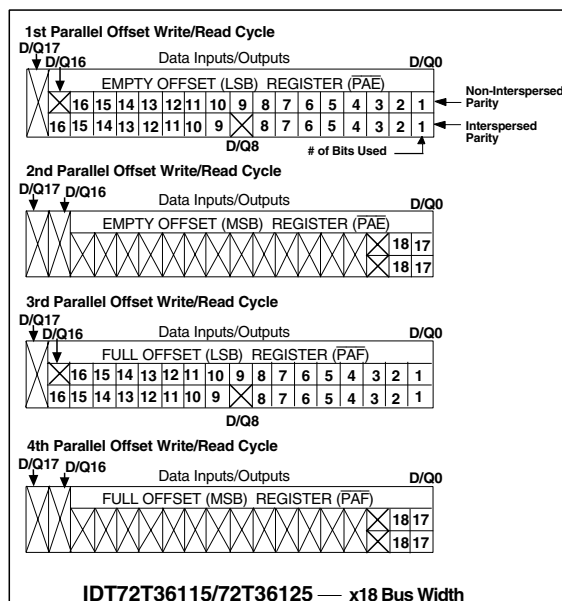 1st Parallel Offset Write/Read Cycle
D/Q17
D/Q16
Data Inputs/Outputs
D/Q0
EMPTY OFFSET (LSB) REGISTER (PAE)
16 15 14 13 12 11 10 9 8 7 6 5 4 3 2 1
Non-Interspersed Parity
16 15 14 13 12 11 10 9 8 7 6 5 4 3 2 1
Interspersed Parity
D/Q8
# of Bits Used
2nd Parallel Offset Write/Read Cycle
D/Q17
D/Q16
Data Inputs/Outputs
D/Q0
EMPTY OFFSET (MSB) REGISTER (PAE)
18 17
18 17
3rd Parallel Offset Write/Read Cycle
D/Q17
D/Q16
Data Inputs/Outputs
D/Q0
FULL OFFSET (LSB) REGISTER (PAF)
16 15 14 13 12 11 10 9 8 7 6 5 4 3 2 1
16 15 14 13 12 11 10 9 8 7 6 5 4 3 2 1
D/Q8
4th Parallel Offset Write/Read Cycle
D/Q17
D/Q16
Data Inputs/Outputs
D/Q0
FULL OFFSET (MSB) REGISTER (PAF)
18 17
18 17
IDT72T36115/72T36125 — x18 Bus Width